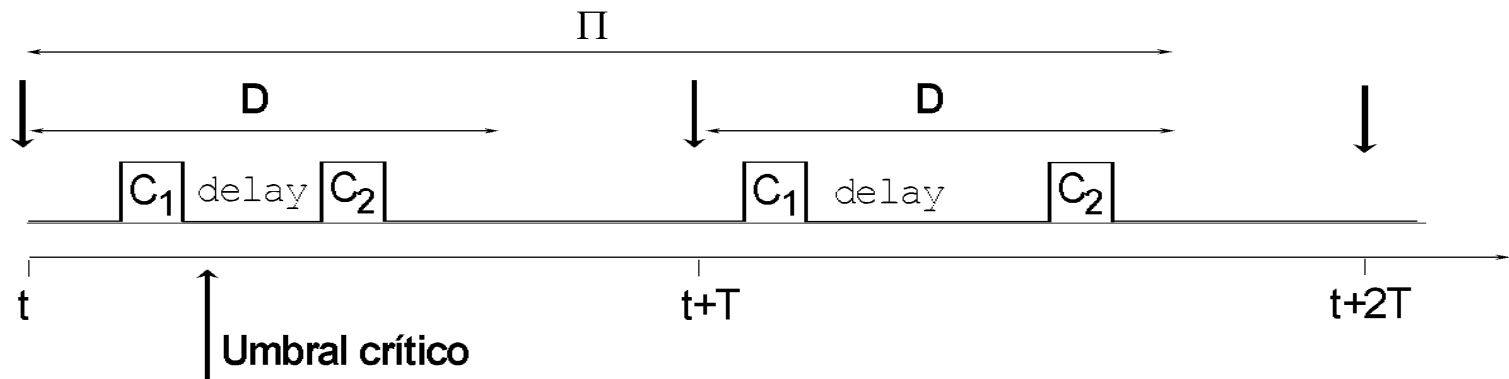 Π
D D
C1 delay C2 C1 delay C2
t t+T t+2T
Umbral crítico